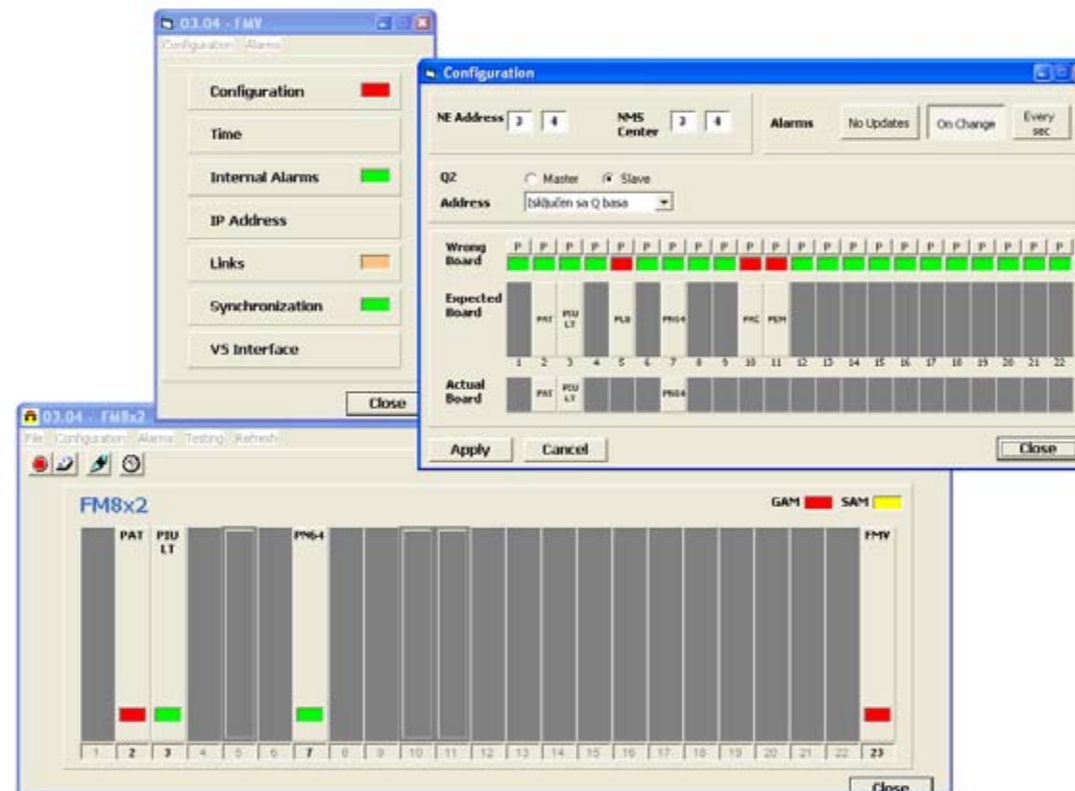 03.04 - FMV
Configuration Alarms
Configuration
Time
Internal Alarms
IP Address
Links
Synchronization
V5 Interface
Close
Configuration
NE Address 3 4 NMS Center 3 4 Alarms No Updates On Change Every sec
Q2 Master Slave
Address Isključen sa Q basa
Wrong Board P P P P P P P P P P P P P P P P P P P P P P
Expected Board PAT PIU LT PLB PN64 PAC PEM
1 2 3 4 5 6 7 8 9 10 11 12 13 14 15 16 17 18 19 20 21 22
Actual Board PAT PIU LT PN64
Apply Cancel Close
03.04 - FM8x2
File Configuration Alarms Testing Refresh
FM8x2 GAM SAM
PAT PIU LT PN64 FMV
1 2 3 4 5 6 7 8 9 10 11 12 13 14 15 16 17 18 19 20 21 22 23
Close